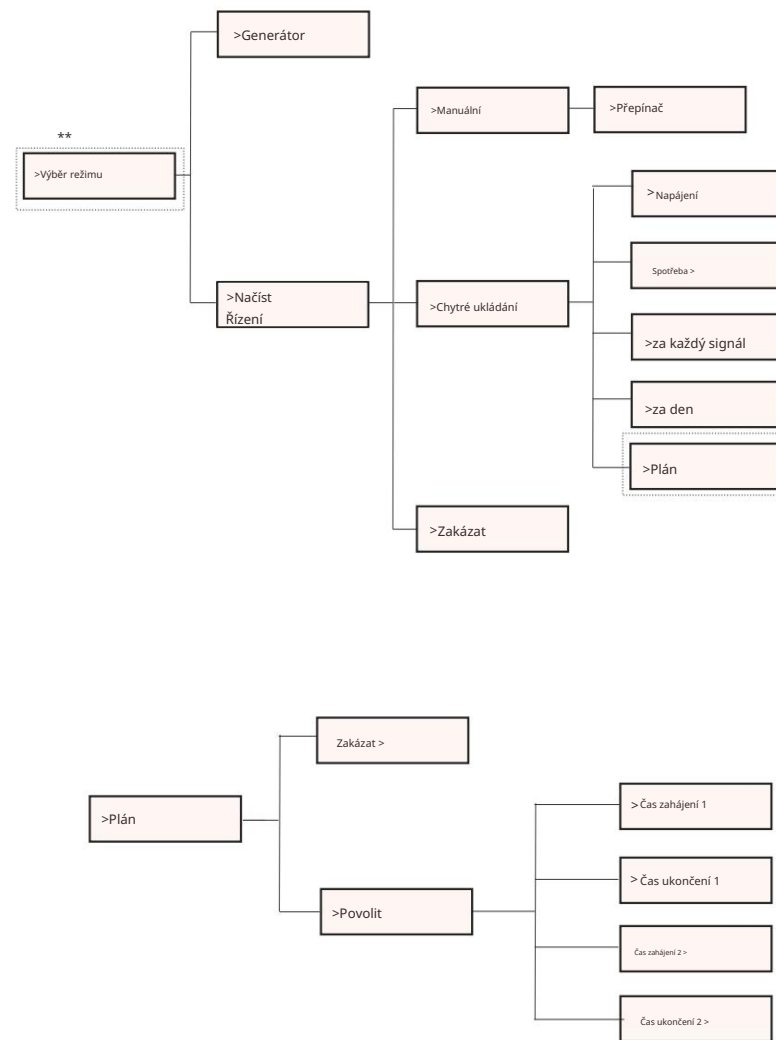 >Generátor
>Manuální
>Přepínač
**
>Výběr režimu
>Napájení
Spotřeba >
>Načíst
Řízení
>Chytré ukládání
>za každý signál
>za den
>Plán
>Zakázat
Zakázat >
>Plán
>Čas zahájení 1
>Čas ukončení 1
>Povolit
Čas zahájení 2 >
Čas ukončení 2 >